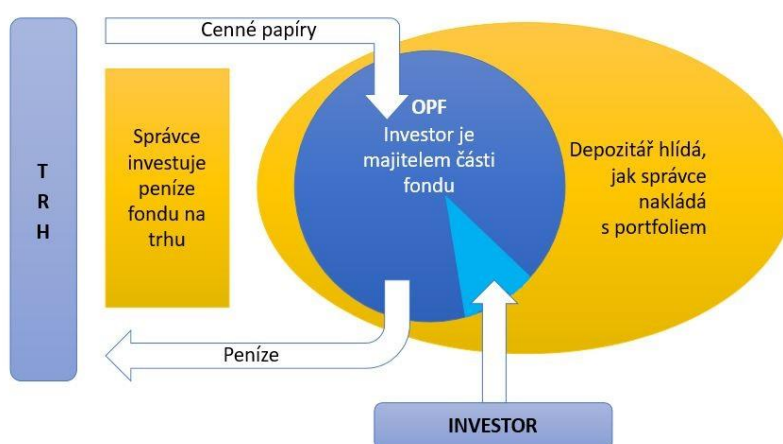 Cenné papíry
T
R
H
Správce
investuje
peníze
fondu na
trhu
OPF
Investor je
majitelem části
fondu
Depozitář hlídá,
jak správce
nakládá
s portfoliem
Peníze
INVESTOR